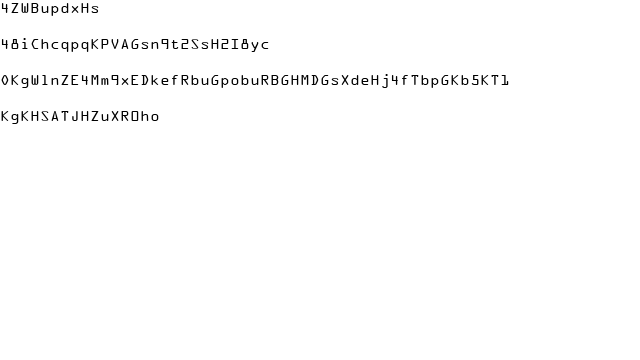 4ZWBupdxHs
48iChcqpqKPVAGsn9t2SsH2I8yc
0KgW1nZE4Mm9xEDkefRbuGpobuRBGHMDGsXdeHj4fTbpGKb5KT1
KgKHSATJHZuXROho